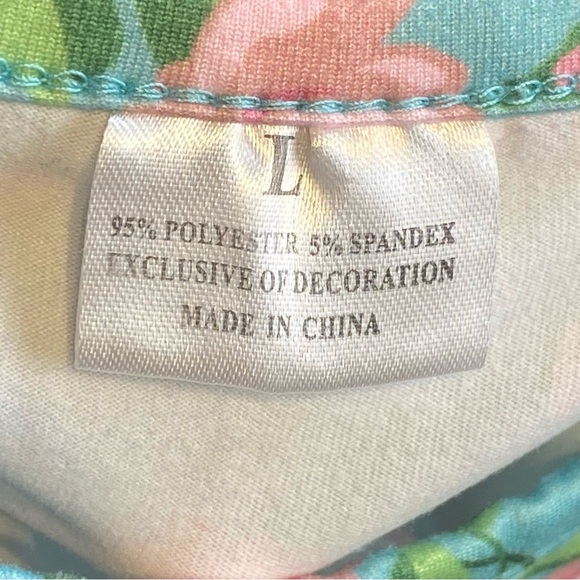 L
95% POLYESTER 5% SPANDEX
EXCLUSIVE OF DECORATION
MADE IN CHINA